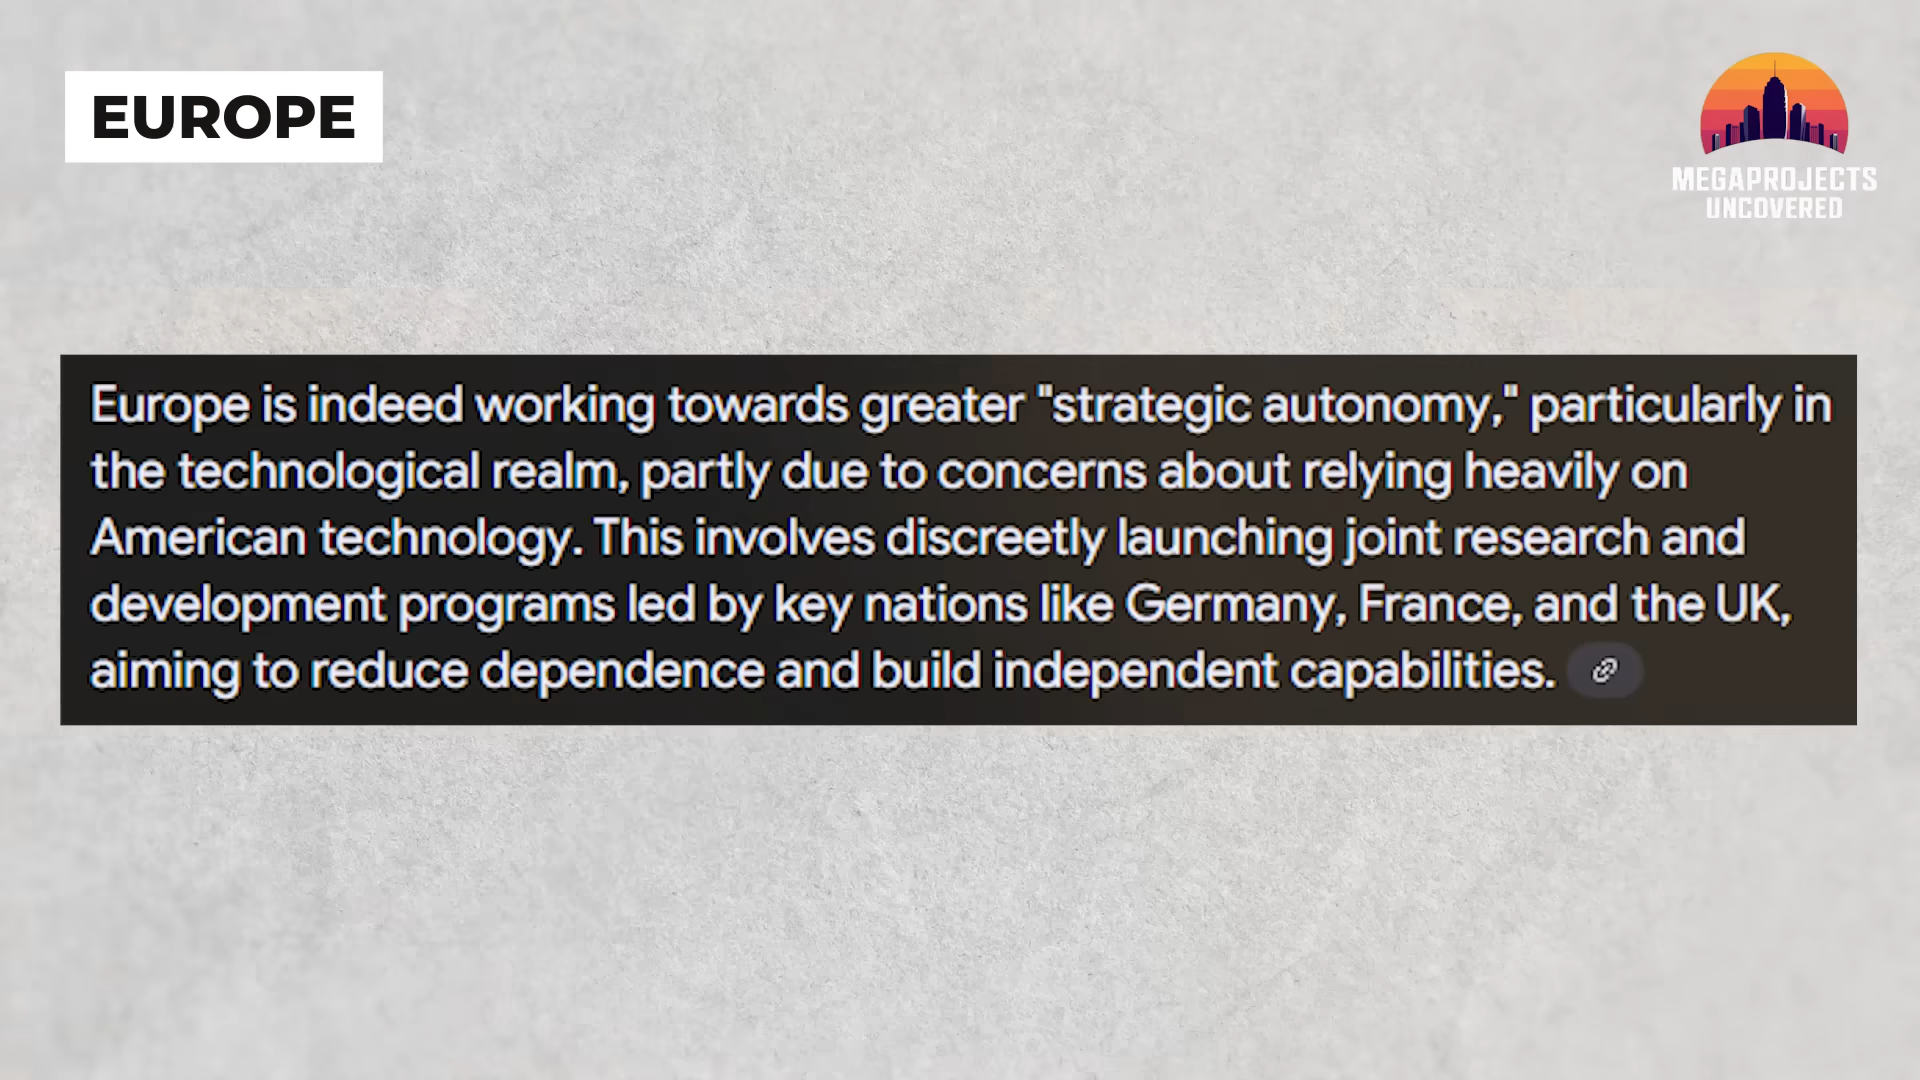 EUROPE
MEGAPROJECTS
UNCOVERED
Europe is indeed working towards greater "strategic autonomy," particularly in
the technological realm, partly due to concerns about relying heavily on
American technology. This involves discreetly launching joint research and
development programs led by key nations like Germany, France, and the UK,
aiming to reduce dependence and build independent capabilities.